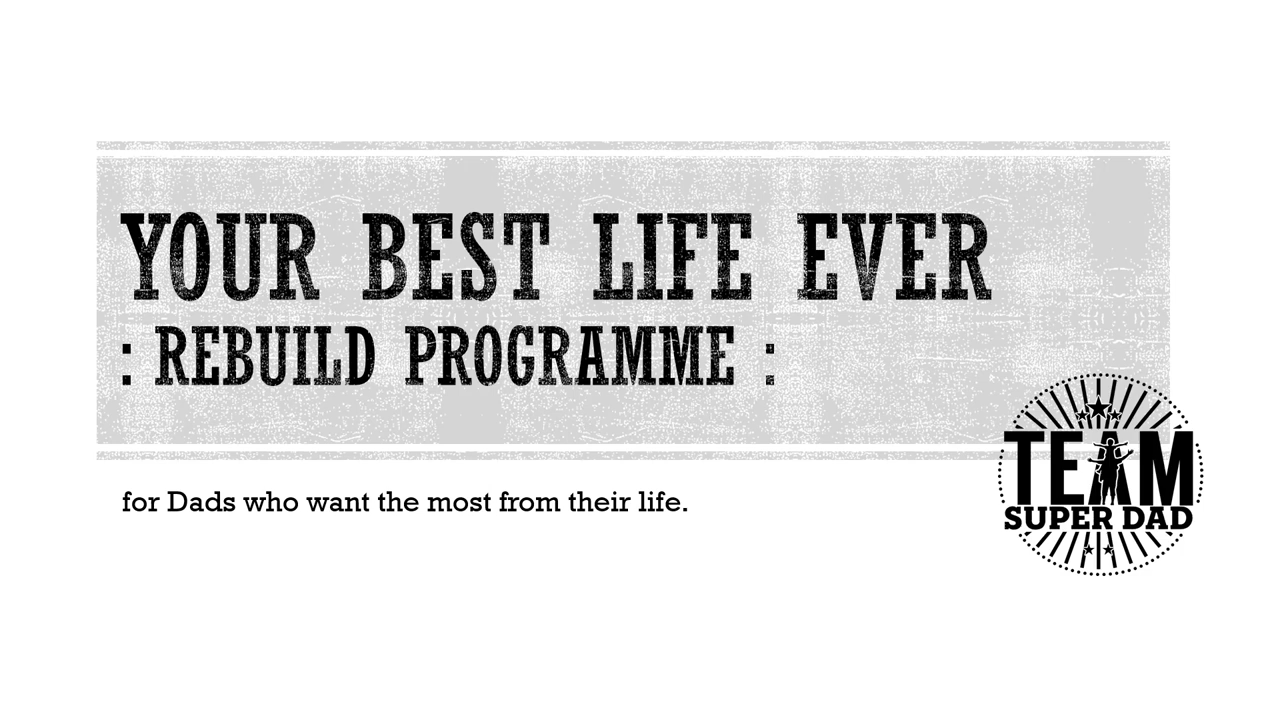 YOUR BEST LIFE EVER
: REBUILD PROGRAMME :
for Dads who want the most from their life.
TEAM
SUPER DAD